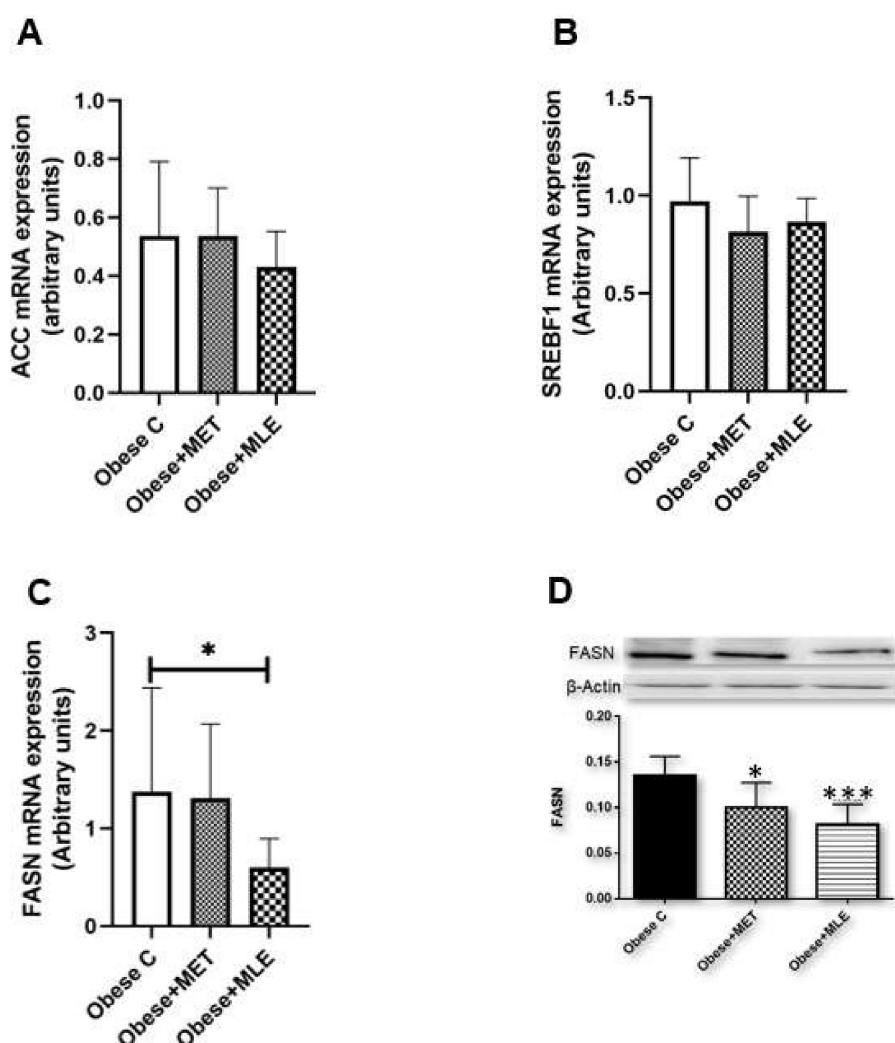 A
ACC mRNA expression
(arbitrary units)
1.0
0.8
0.6
0.4
0.2
0.0
Obese C
Obese+MET
Obese+MLE
B
SREBF1 mRNA expression
(Arbitrary units)
1.5
1.0
0.5
0.0
Obese C
Obese+MET
Obese+MLE
C
FASN mRNA expression
(Arbitrary units)
3
2
1
0
*
Obese C
Obese+MET
Obese+MLE
D
FASN
β-Actin
FASN
0.20
0.15
0.10
0.05
0.00
*
***
Obese C
Obese+MET
Obese+MLE